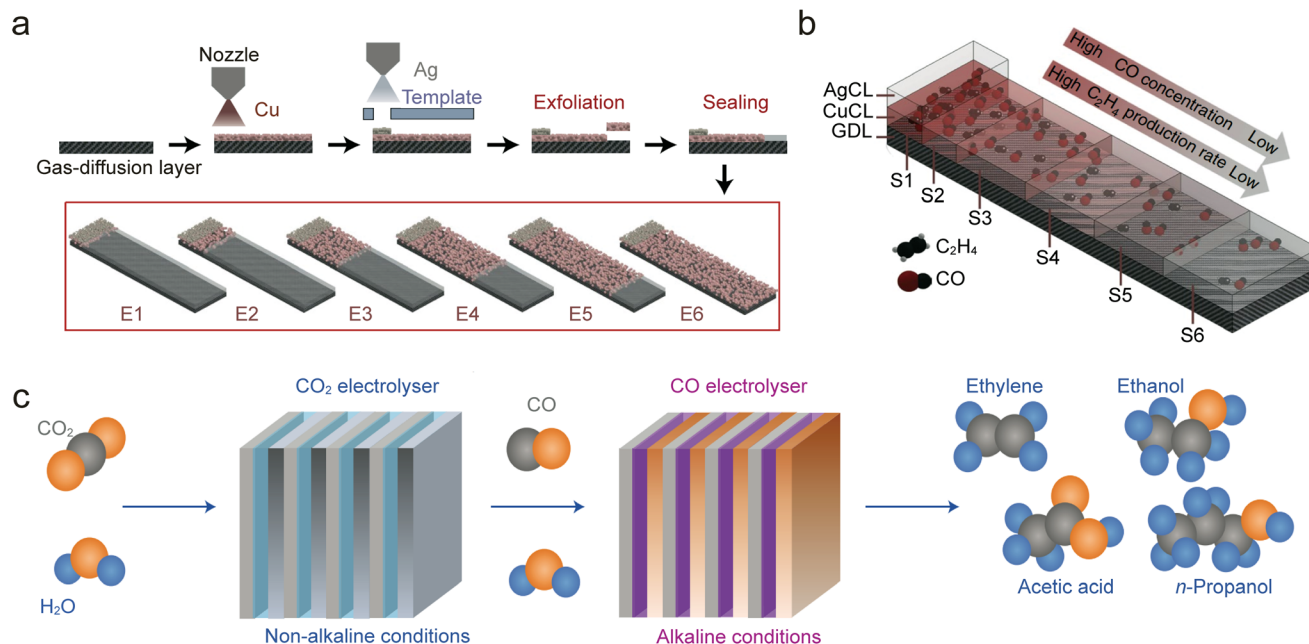 a
Nozzle
Cu
Ag
Template
Exfoliation
Sealing
Gas-diffusion layer
E1
E2
E3
E4
E5
E6
b
High CO concentration Low
High C₂H₄ production rate Low
AgCL
CuCL
GDL
S1
S2
S3
S4
S5
S6
C₂H₄
CO
c
CO₂
H₂O
CO₂ electrolyser
Non-alkaline conditions
CO
CO electrolyser
Alkaline conditions
Ethylene
Ethanol
Acetic acid
n-Propanol